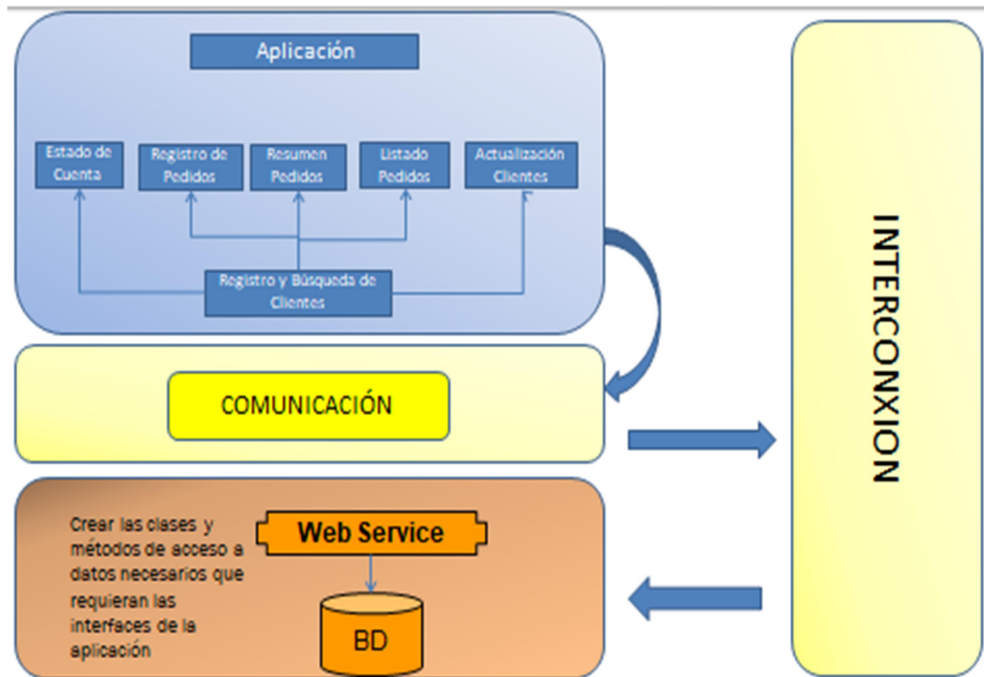 Aplicación
Estado de
Cuenta
Registro de
Pedidos
Resumen
Pedidos
Listado
Pedidos
Actualización
Clientes
Registro y Búsqueda de
Clientes
COMUNICACIÓN
INTERCONXION
Crear las clases y
métodos de acceso a
datos necesarios que
requieran las
interfaces de la
aplicación
Web Service
BD